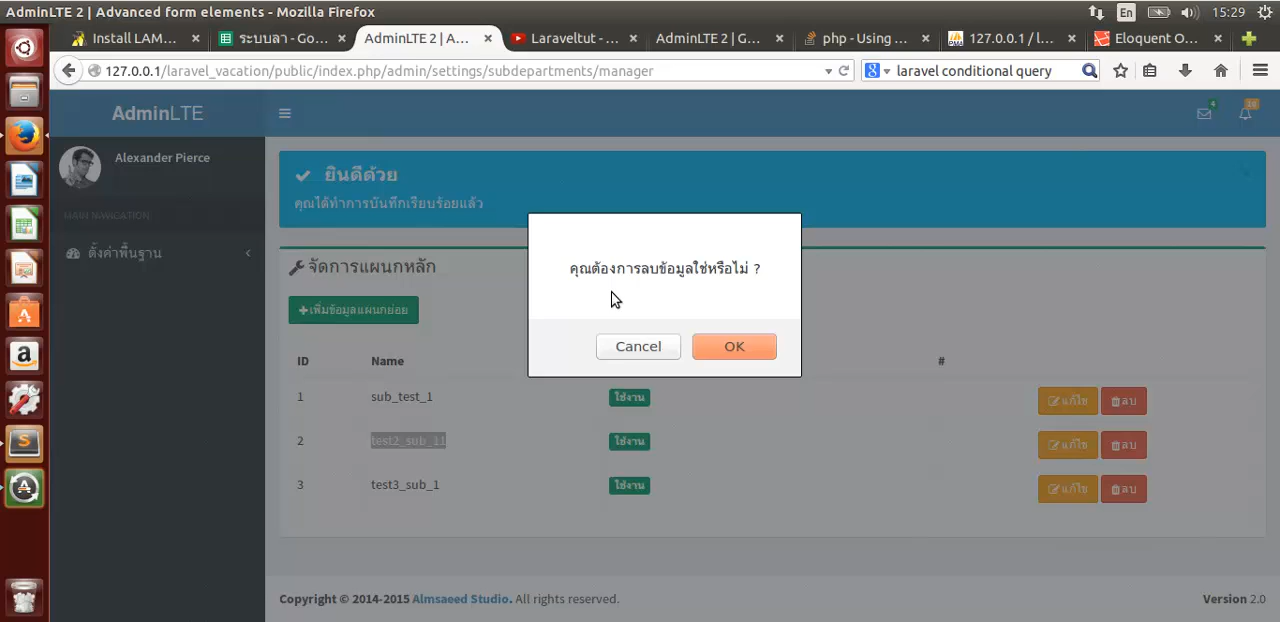 AdminLTE 2 | Advanced form elements - Mozilla Firefox
En
15:29
Install LAM...
ระบบลา - Go...
AdminLTE 2 | A...
Laraveltut - ...
AdminLTE 2 | G...
php - Using ...
127.0.0.1 / l...
Eloquent O...
127.0.0.1/laravel_vacation/public/index.php/admin/settings/subdepartments/manager
laravel conditional query
AdminLTE
4
10
Alexander Pierce
MAIN NAVIGATION
ตั้งค่าพื้นฐาน
ยินดีด้วย
คุณได้ทำการบันทึกเรียบร้อยแล้ว
คุณต้องการลบข้อมูลใช่หรือไม่ ?
Cancel
OK
จัดการแผนกหลัก
เพิ่มข้อมูลแผนกย่อย
ID Name #
1 sub_test_1 ใช้งาน แก้ไข ลบ
2 test2_sub_11 ใช้งาน แก้ไข ลบ
3 test3_sub_1 ใช้งาน แก้ไข ลบ
Copyright © 2014-2015 Almsaeed Studio. All rights reserved.
Version 2.0